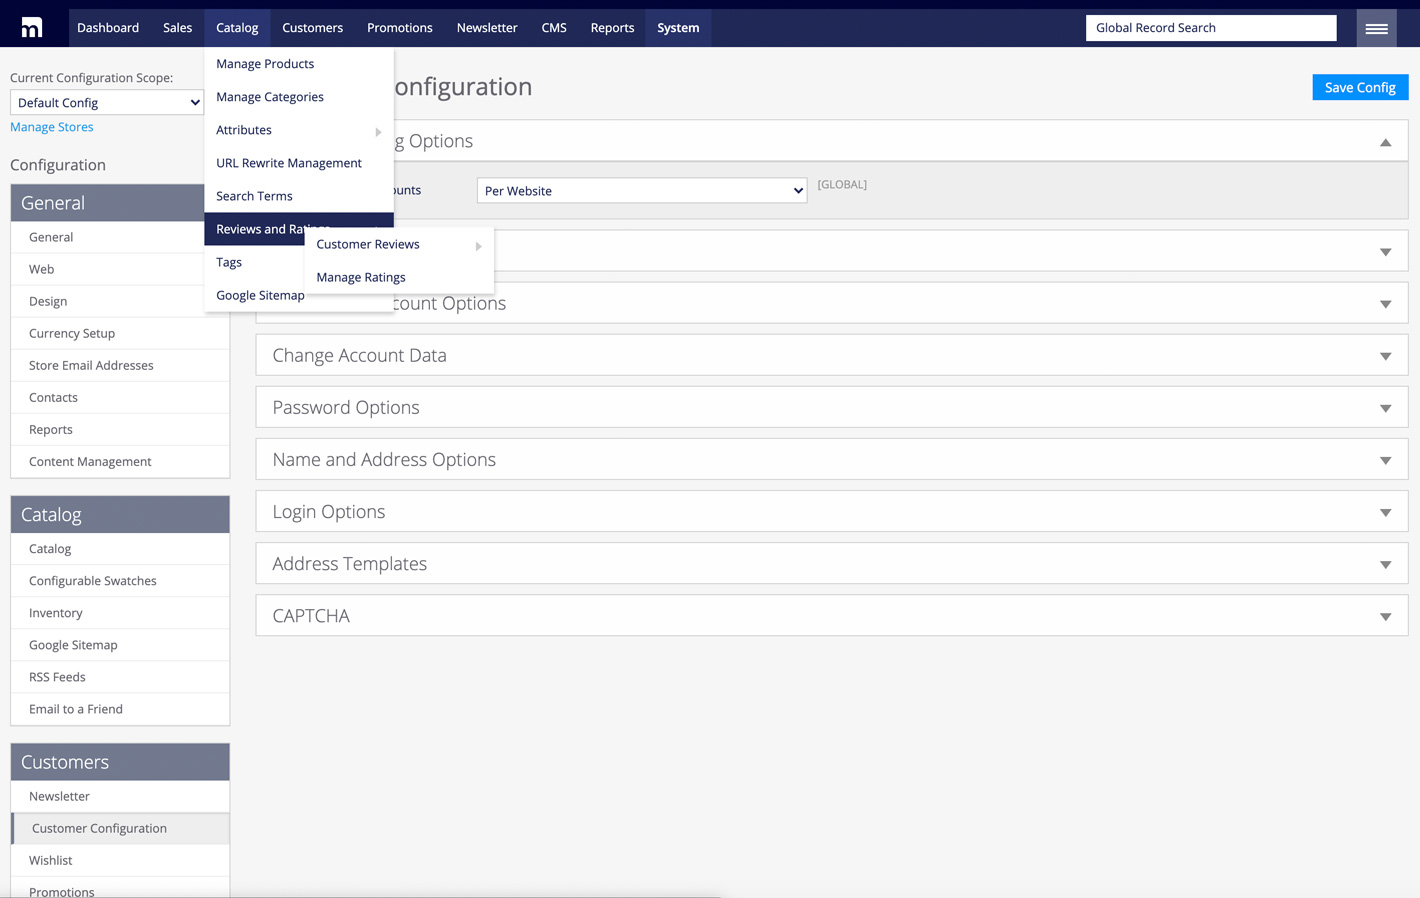 m
Dashboard
Sales
Catalog
Customers
Promotions
Newsletter
CMS
Reports
System
Global Record Search
Current Configuration Scope:
Default Config
Manage Stores
Configuration
General
General
Web
Design
Currency Setup
Store Email Addresses
Contacts
Reports
Content Management
Catalog
Catalog
Configurable Swatches
Inventory
Google Sitemap
RSS Feeds
Email to a Friend
Customers
Newsletter
Customer Configuration
Wishlist
Promotions
Manage Products
Manage Categories
Attributes
URL Rewrite Management
Search Terms
Reviews and Ratings
Tags
Google Sitemap
Customer Reviews
Manage Ratings
onfiguration
Save Config
g Options
ounts
Per Website
[GLOBAL]
count Options
Change Account Data
Password Options
Name and Address Options
Login Options
Address Templates
CAPTCHA